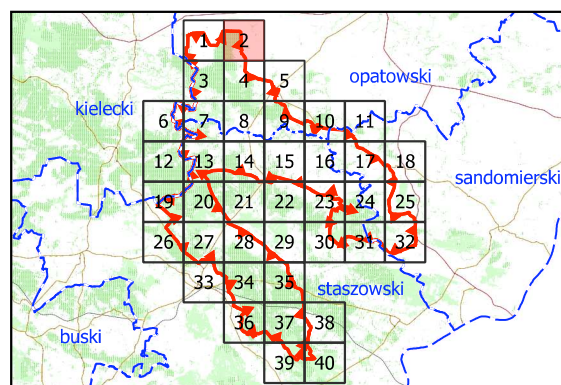 1 2
3 4 5
opatowski
kielecki
6 7 8 9 10 11
12 13 14 15 16 17 18
sandomierski
19 20 21 22 23 24 25
26 27 28 29 30 31 32
33 34 35
staszowski
buski
36 37 38
39 40